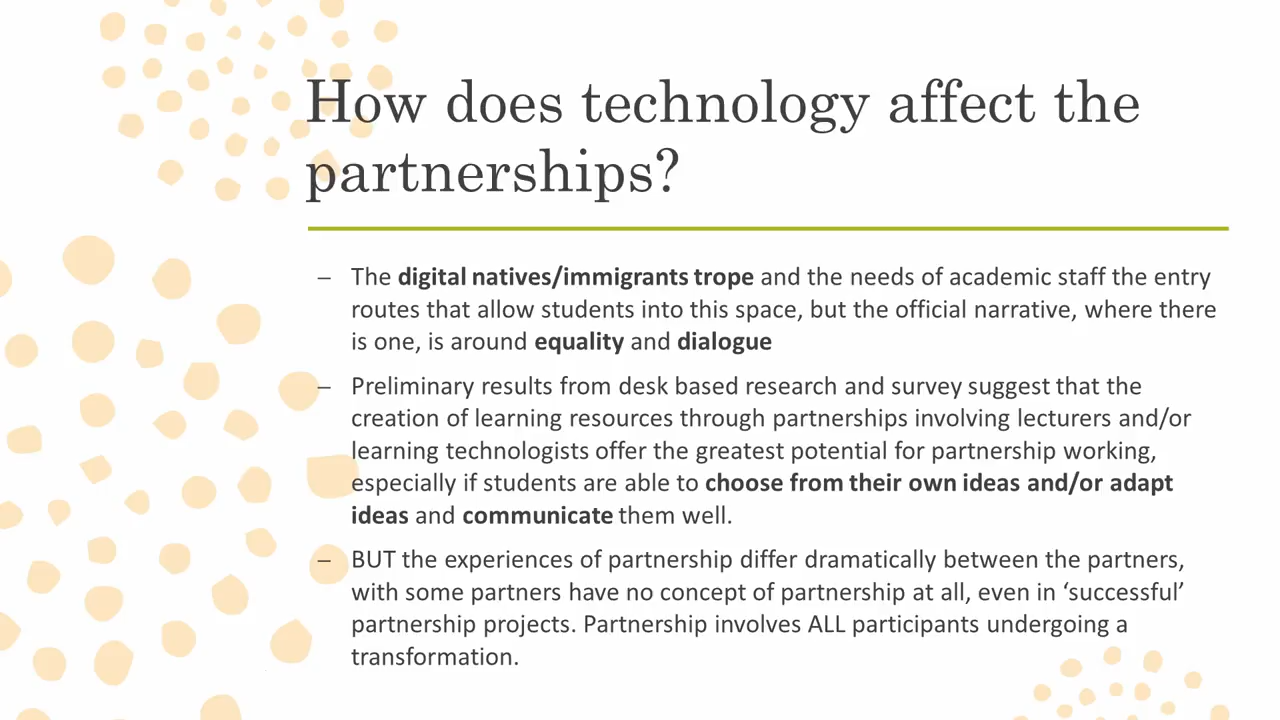 How does technology affect the
partnerships?
– The digital natives/immigrants trope and the needs of academic staff the entry
routes that allow students into this space, but the official narrative, where there
is one, is around equality and dialogue
– Preliminary results from desk based research and survey suggest that the
creation of learning resources through partnerships involving lecturers and/or
learning technologists offer the greatest potential for partnership working,
especially if students are able to choose from their own ideas and/or adapt
ideas and communicate them well.
– BUT the experiences of partnership differ dramatically between the partners,
with some partners have no concept of partnership at all, even in ‘successful’
partnership projects. Partnership involves ALL participants undergoing a
transformation.